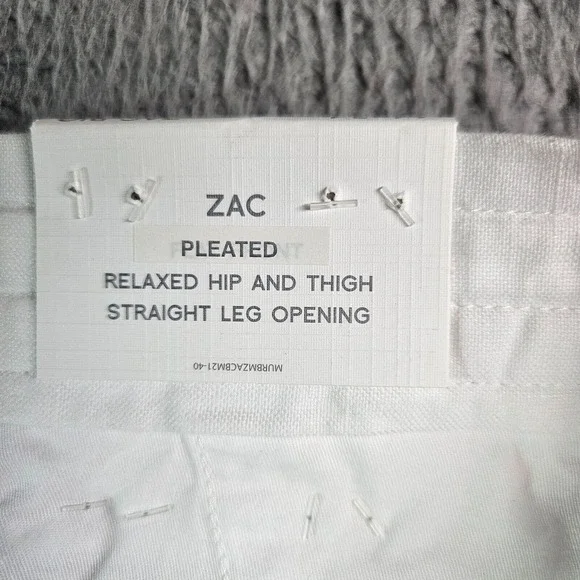 ZAC
PLEATED
RELAXED HIP AND THIGH
STRAIGHT LEG OPENING
MURBMZACBM21-40